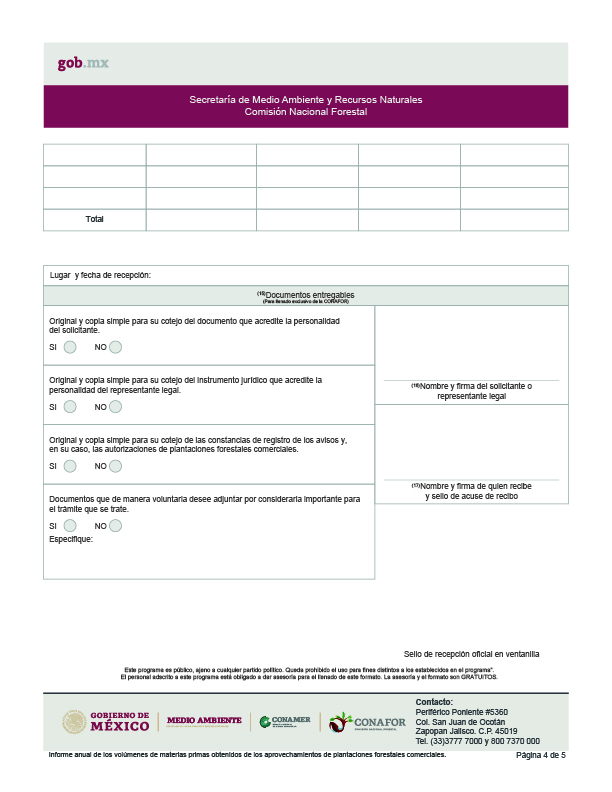 gob.mx
Secretaría de Medio Ambiente y Recursos Naturales
Comisión Nacional Forestal
Total
Lugar y fecha de recepción:
(15)Documentos entregables
(Para llenado exclusivo de la CONAFOR)
Original y copia simple para su cotejo del documento que acredite la personalidad
del solicitante.
SI NO
Original y copia simple para su cotejo del instrumento jurídico que acredite la
personalidad del representante legal.
SI NO
Original y copia simple para su cotejo de las constancias de registro de los avisos y,
en su caso, las autorizaciones de plantaciones forestales comerciales.
SI NO
Documentos que de manera voluntaria desee adjuntar por considerarla importante para
el trámite que se trate.
SI NO
Especifique:
(16)Nombre y firma del solicitante o
representante legal
(17)Nombre y firma de quien recibe
y sello de acuse de recibo
Sello de recepción oficial en ventanilla
Este programa es público, ajeno a cualquier partido político. Queda prohibido el uso para fines distintos a los establecidos en el programa".
El personal adscrito a este programa está obligado a dar asesoría para el llenado de este formato. La asesoría y el formato son GRATUITOS.
GOBIERNO DE
MÉXICO
MEDIO AMBIENTE
CONAMER
CONAFOR
COMISIÓN NACIONAL FORESTAL
Contacto:
Periférico Poniente #5360
Col. San Juan de Ocotán
Zapopan Jalisco. C.P. 45019
Tel. (33)3777 7000 y 800 7370 000
Informe anual de los volúmenes de materias primas obtenidos de los aprovechamientos de plantaciones forestales comerciales.
Página 4 de 5